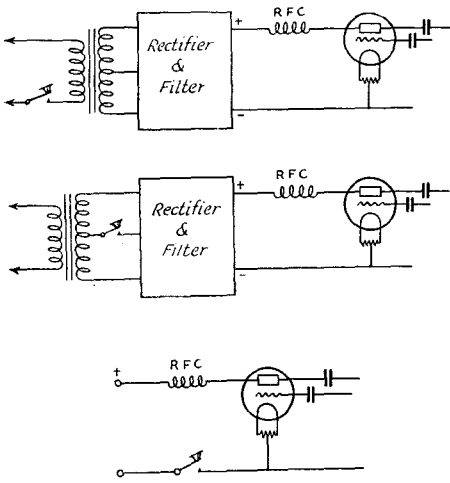 RFC
+
Rectifier
&
Filter
-
RFC
+
Rectifier
&
Filter
-
RFC
+
-